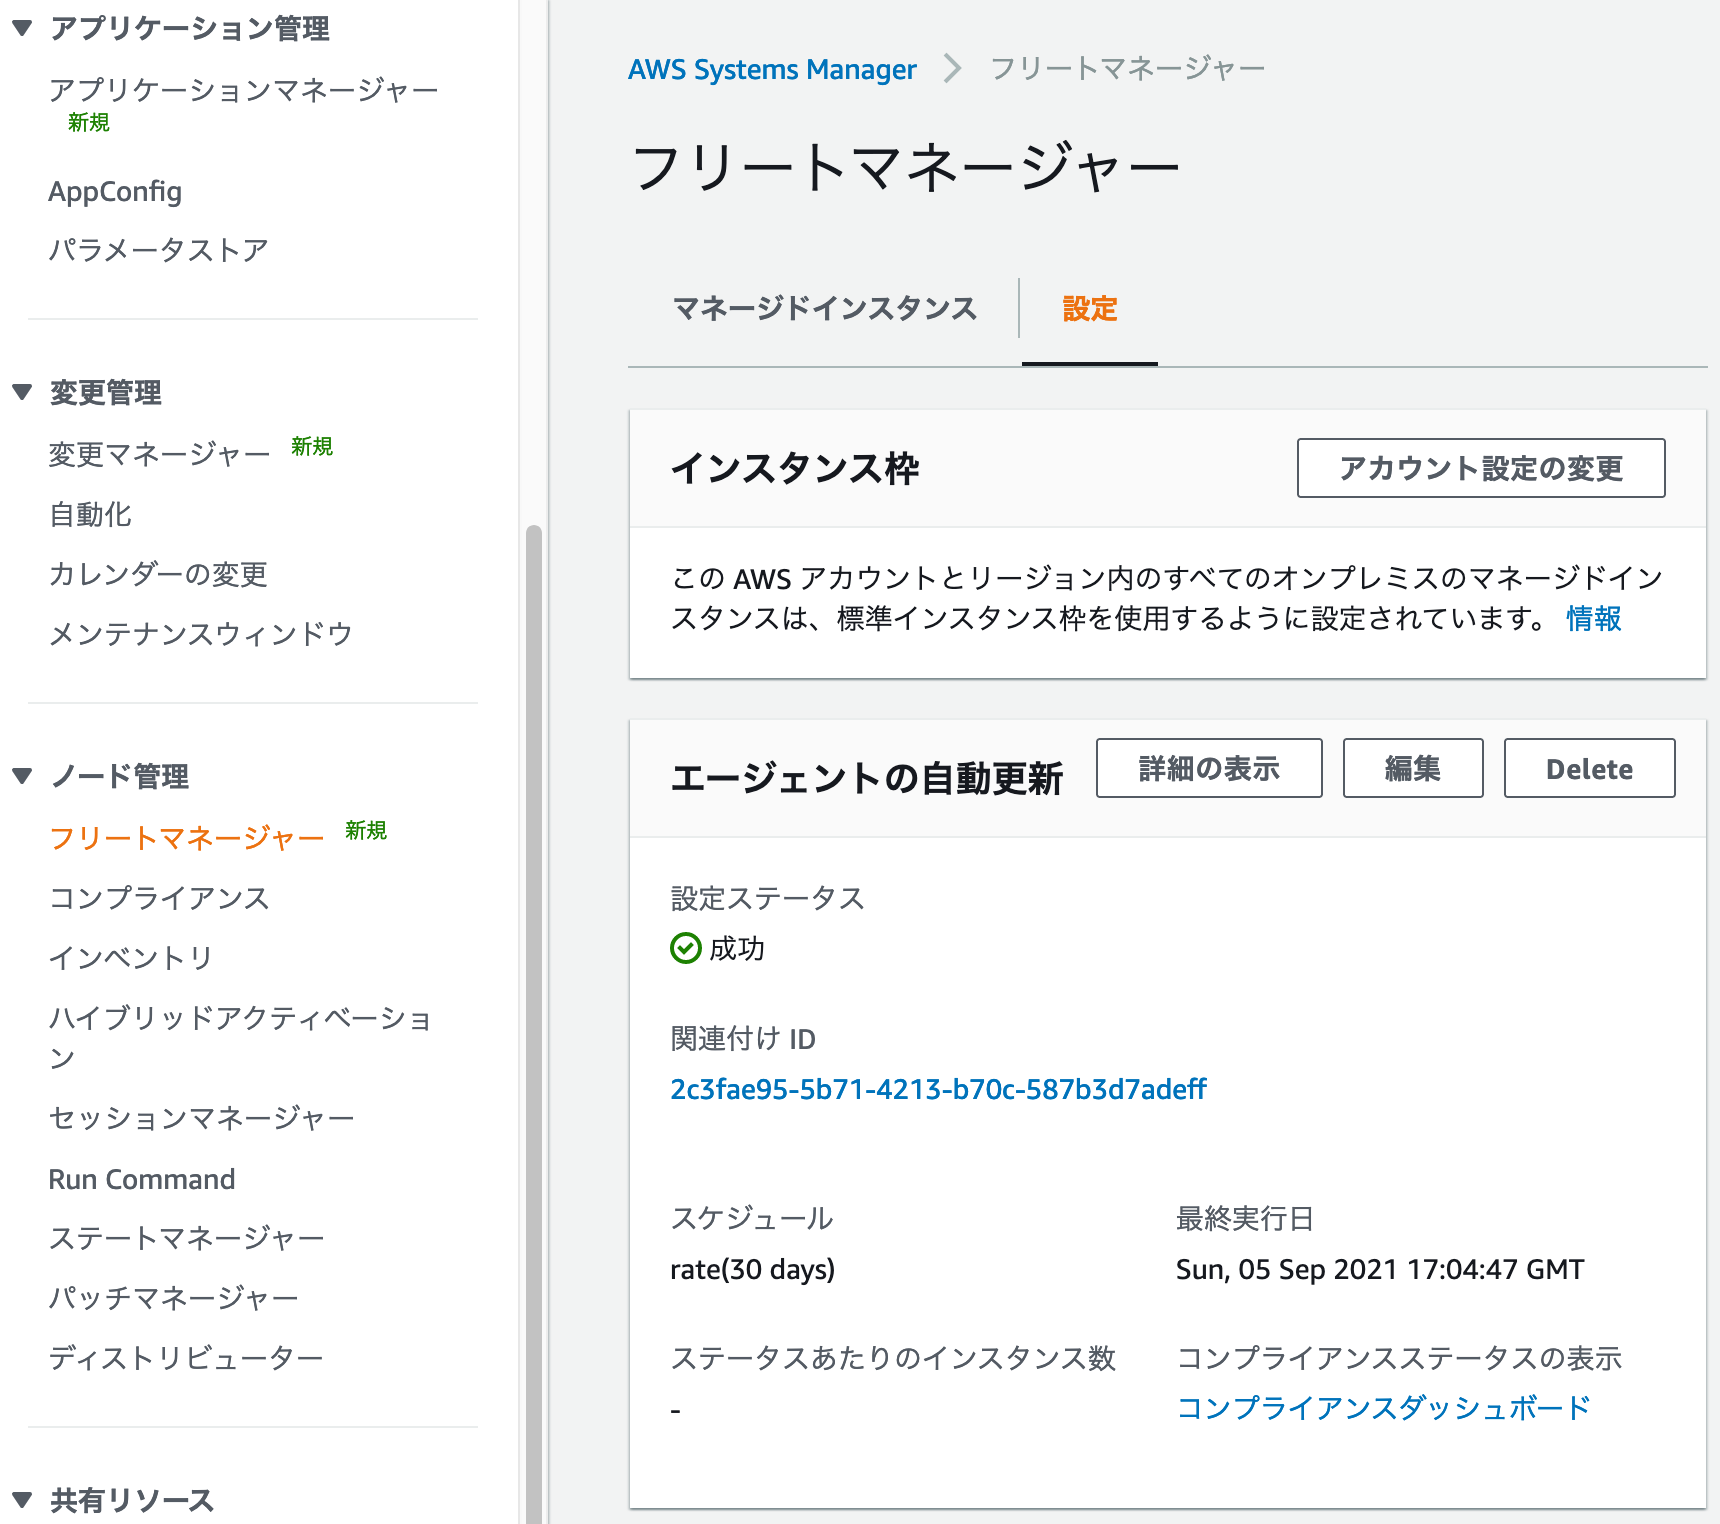 アプリケーション管理
アプリケーションマネージャー
新規
AppConfig
パラメータストア
変更管理
変更マネージャー 新規
自動化
カレンダーの変更
メンテナンスウィンドウ
ノード管理
フリートマネージャー 新規
コンプライアンス
インベントリ
ハイブリッドアクティベーショ
ン
セッションマネージャー
Run Command
ステートマネージャー
パッチマネージャー
ディストリビューター
共有リソース
AWS Systems Manager フリートマネージャー
フリートマネージャー
マネージドインスタンス 設定
インスタンス枠 アカウント設定の変更
この AWS アカウントとリージョン内のすべてのオンプレミスのマネージドイン
スタンスは、標準インスタンス枠を使用するように設定されています。 情報
エージェントの自動更新 詳細の表示 編集 Delete
設定ステータス
成功
関連付け ID
2c3fae95-5b71-4213-b70c-587b3d7adeff
スケジュール 最終実行日
rate(30 days) Sun, 05 Sep 2021 17:04:47 GMT
ステータスあたりのインスタンス数 コンプライアンスステータスの表示
- コンプライアンスダッシュボード